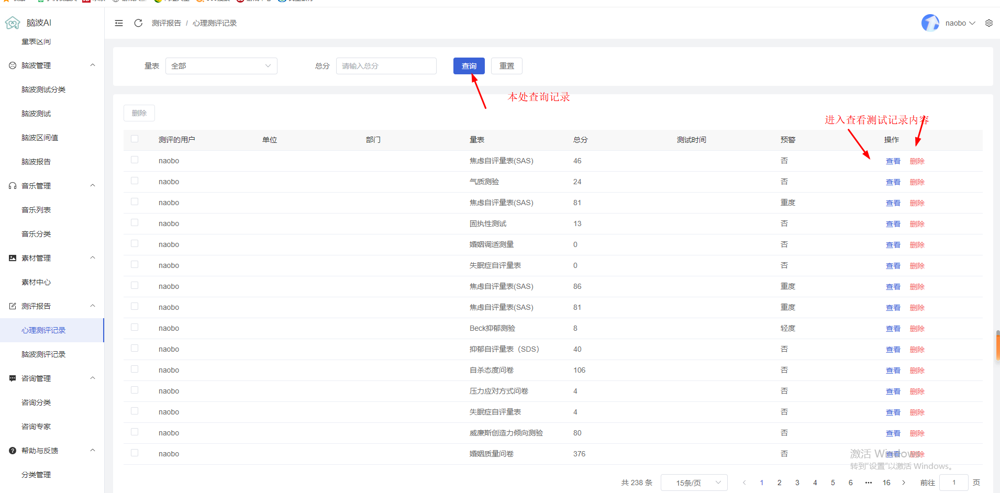 脑波AI
测评报告 / 心理测评记录
naobo
量表区间
脑波管理
脑波测试分类
脑波测试
脑波区间值
脑波报告
音乐管理
音乐列表
音乐分类
素材管理
素材中心
测评报告
心理测评记录
脑波测评记录
咨询管理
咨询分类
咨询专家
帮助与反馈
分类管理
量表 全部 总分 请输入总分 查询 重置
本处查询记录
删除
进入查看测试记录内容
测评的用户 单位 部门 量表 总分 测试时间 预警 操作
naobo 焦虑自评量表(SAS) 46 否 查看 删除
naobo 气质测验 24 否 查看 删除
naobo 焦虑自评量表(SAS) 81 重度 查看 删除
naobo 固执性测试 13 否 查看 删除
naobo 婚姻调适测量 0 否 查看 删除
naobo 失眠症自评量表 0 否 查看 删除
naobo 焦虑自评量表(SAS) 86 重度 查看 删除
naobo 焦虑自评量表(SAS) 81 重度 查看 删除
naobo Beck抑郁测验 8 轻度 查看 删除
naobo 抑郁自评量表（SDS） 40 否 查看 删除
naobo 自杀态度问卷 106 否 查看 删除
naobo 压力应对方式问卷 4 否 查看 删除
naobo 失眠症自评量表 4 否 查看 删除
naobo 威廉斯创造力倾向测验 80 否 查看 删除
naobo 婚姻质量问卷 376 否 查看 删除
激活 Windows
转到“设置”以激活 Windows。
共 238 条 15条/页 1 2 3 4 5 6 ••• 16 前往 1 页